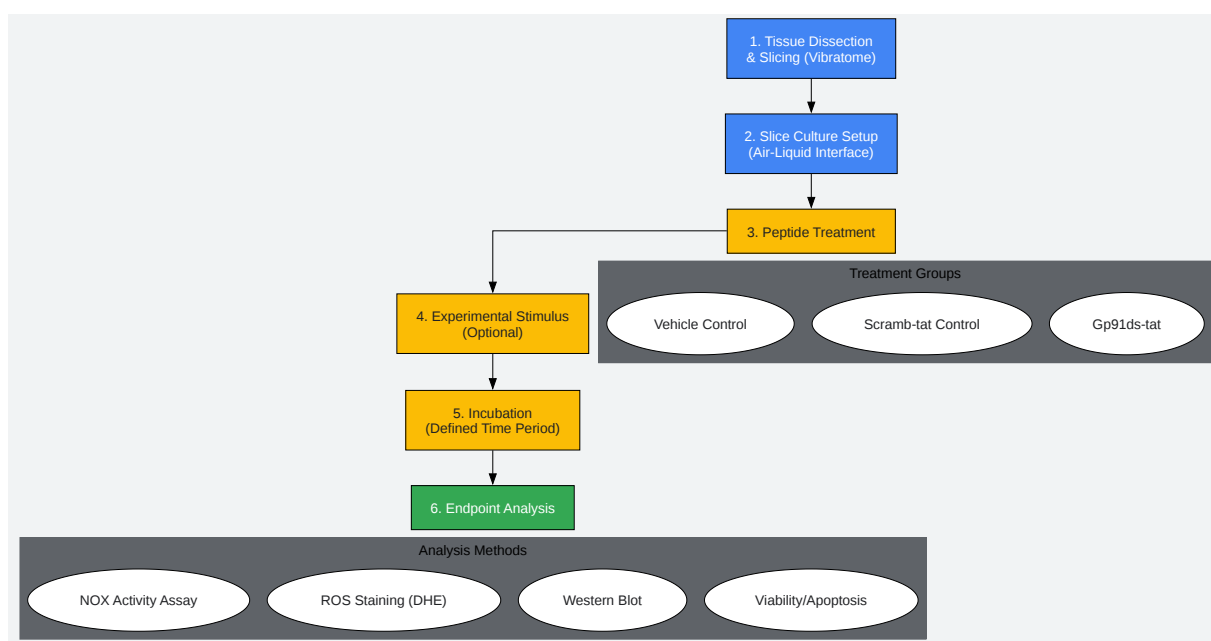 1. Tissue Dissection
& Slicing (Vibratome)
2. Slice Culture Setup
(Air-Liquid Interface)
3. Peptide Treatment
Treatment Groups
Vehicle Control
Scramb-tat Control
Gp91ds-tat
4. Experimental Stimulus
(Optional)
5. Incubation
(Defined Time Period)
6. Endpoint Analysis
Analysis Methods
NOX Activity Assay
ROS Staining (DHE)
Western Blot
Viability/Apoptosis